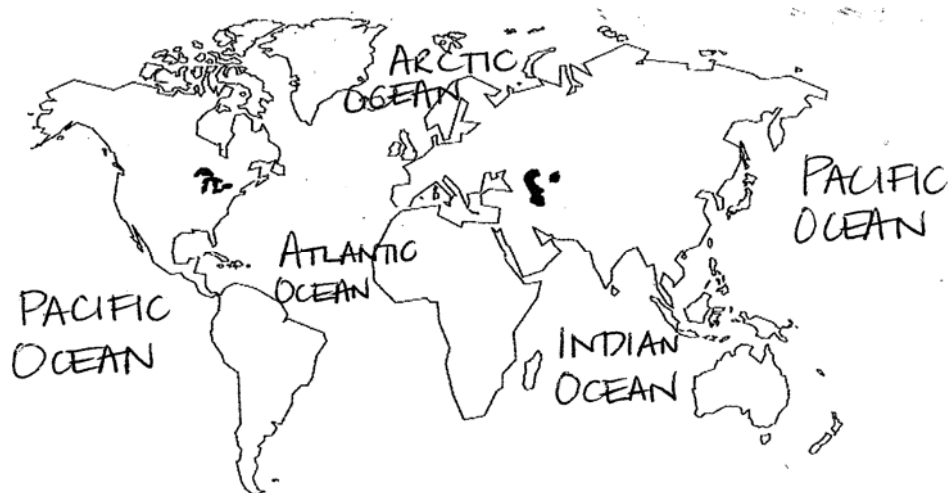 ARCTIC
OCEAN
PACIFIC
OCEAN
ATLANTIC
OCEAN
PACIFIC
OCEAN
INDIAN
OCEAN